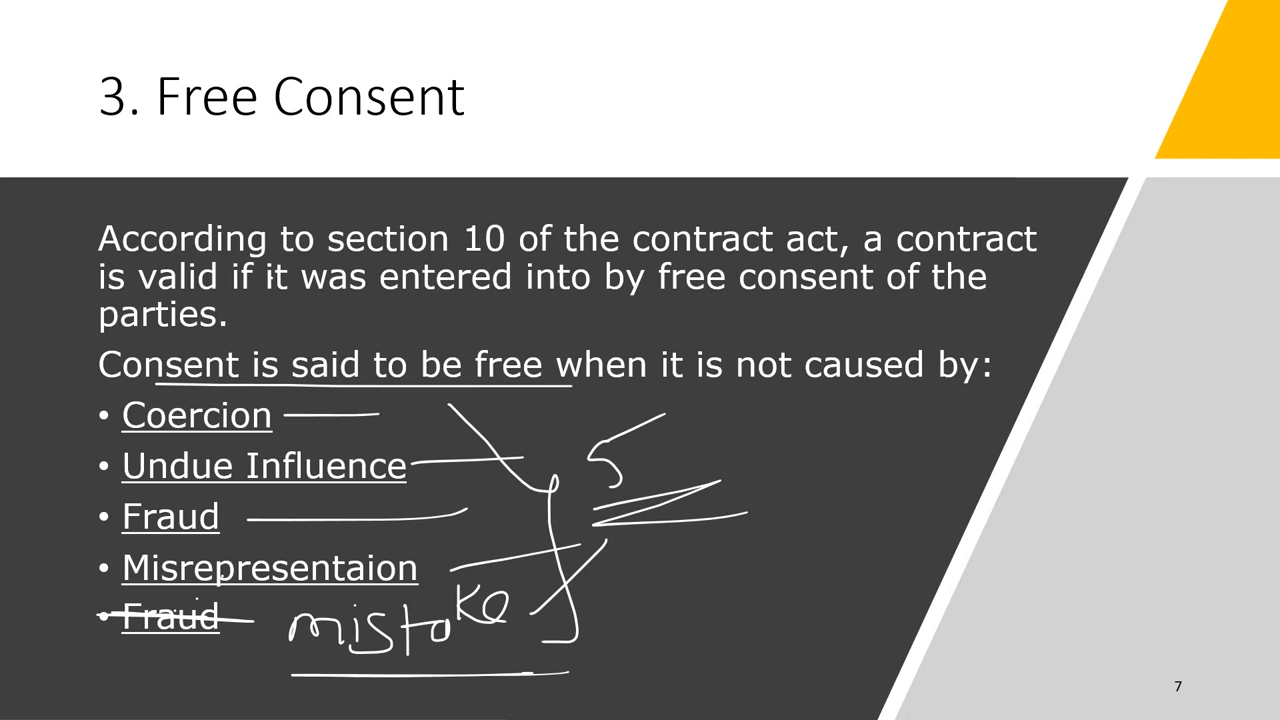 3. Free Consent
According to section 10 of the contract act, a contract
is valid if it was entered into by free consent of the
parties.
Consent is said to be free when it is not caused by:
• Coercion
• Undue Influence
5
• Fraud
• Misrepresentaion
• Fraud mistake
7